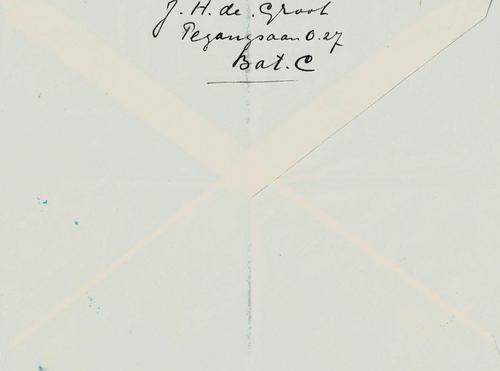 J. H. de Groot
Pegangsaan O. 27
Bat. C